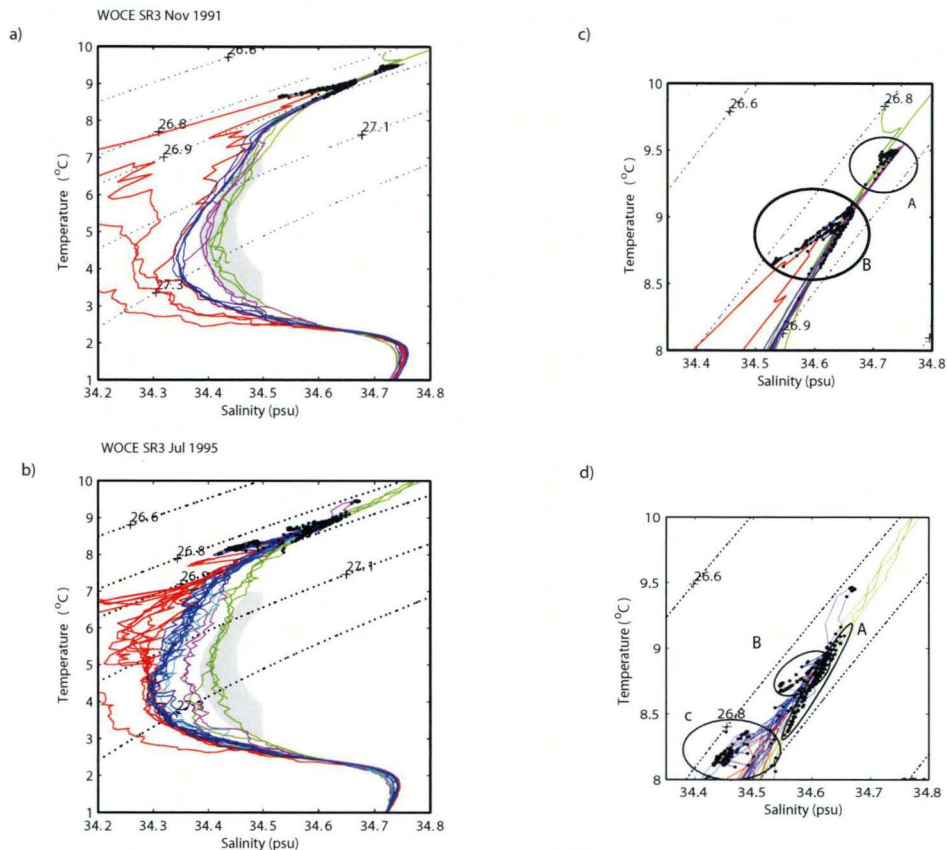 WOCE SR3 Nov 1991
a)
10
9
8
7
6
5
4
3
2
1
Temperature (°C)
26.6
26.8
26.9
27.1
27.3
34.2 34.3 34.4 34.5 34.6 34.7 34.8
Salinity (psu)
c)
10
9.5
9
8.5
8
Temperature (°C)
26.6
26.8
26.9
A
B
34.4 34.5 34.6 34.7 34.8
Salinity (psu)
WOCE SR3 Jul 1995
b)
10
9
8
7
6
5
4
3
2
1
Temperature (°C)
26.6
26.8
26.9
27.1
27.3
34.2 34.3 34.4 34.5 34.6 34.7 34.8
Salinity (psu)
d)
10
9.5
9
8.5
8
Temperature (°C)
26.6
26.8
A
B
c
34.4 34.5 34.6 34.7 34.8
Salinity (psu)